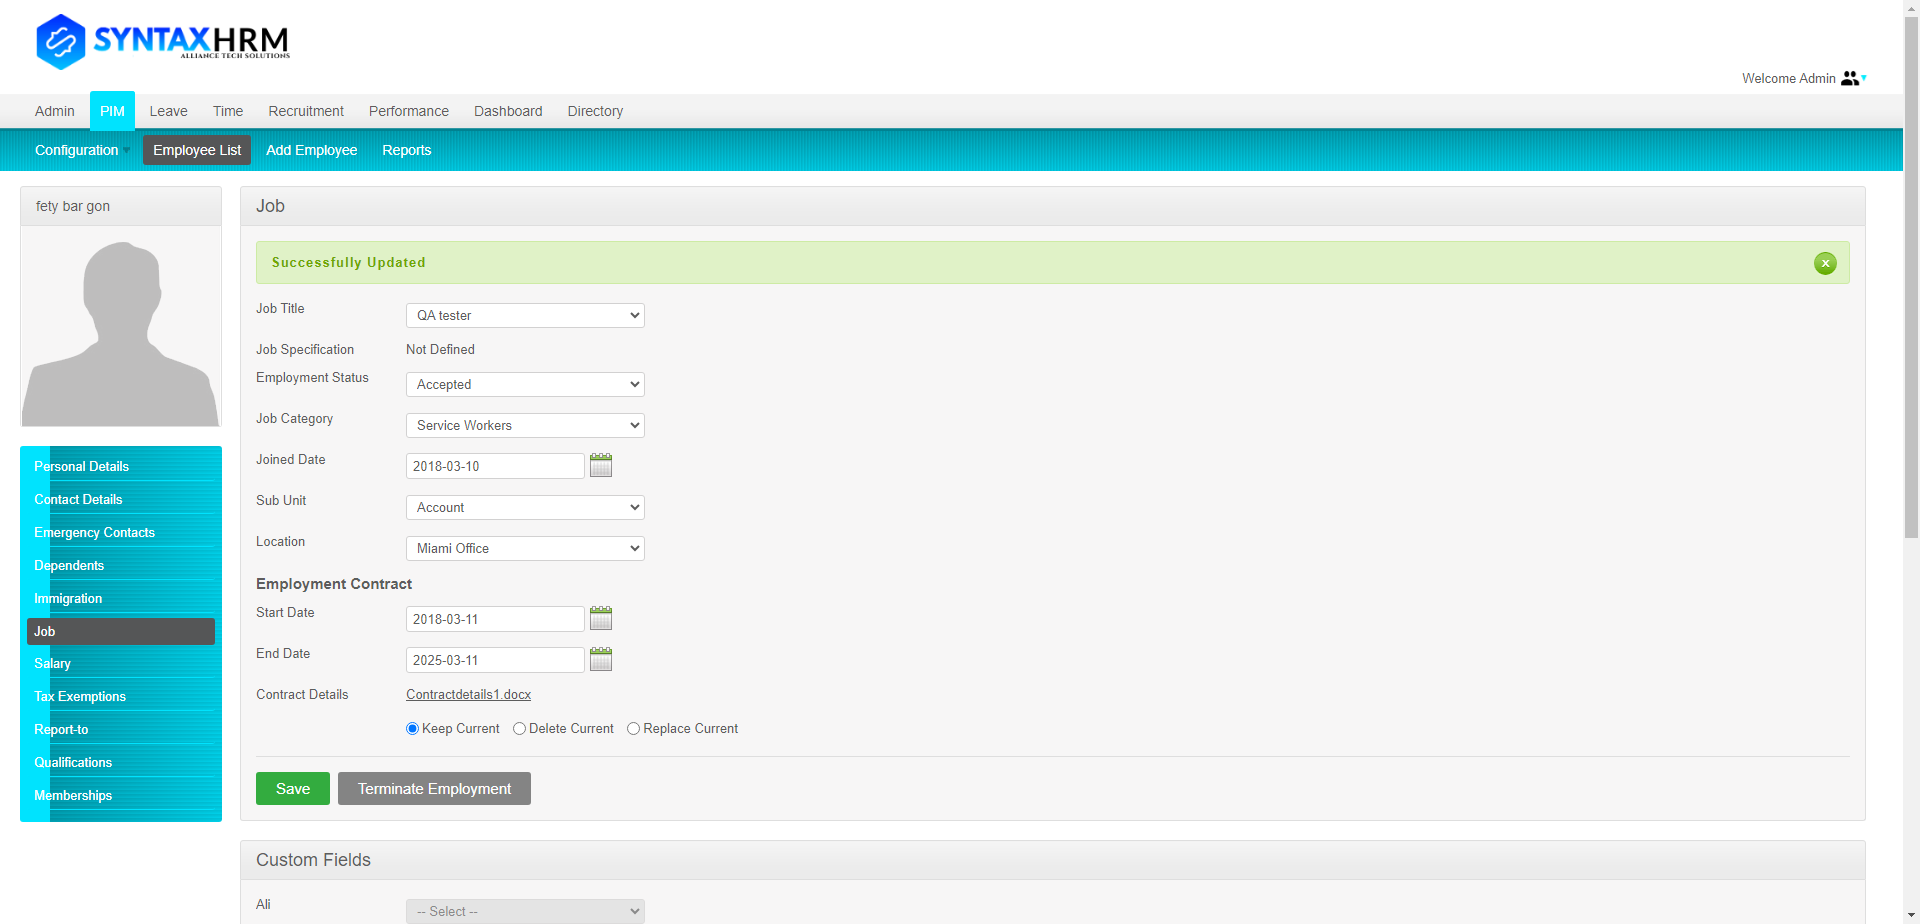 SYNTAXHRM
ALLIANCE TECH SOLUTIONS
Welcome Admin
Admin PIM Leave Time Recruitment Performance Dashboard Directory
Configuration Employee List Add Employee Reports
fety bar gon
Personal Details
Contact Details
Emergency Contacts
Dependents
Immigration
Job
Salary
Tax Exemptions
Report-to
Qualifications
Memberships
Job
Successfully Updated
x
Job Title QA tester
Job Specification Not Defined
Employment Status Accepted
Job Category Service Workers
Joined Date 2018-03-10
Sub Unit Account
Location Miami Office
Employment Contract
Start Date 2018-03-11
End Date 2025-03-11
Contract Details Contractdetails1.docx
Keep Current Delete Current Replace Current
Save Terminate Employment
Custom Fields
Ali -- Select --